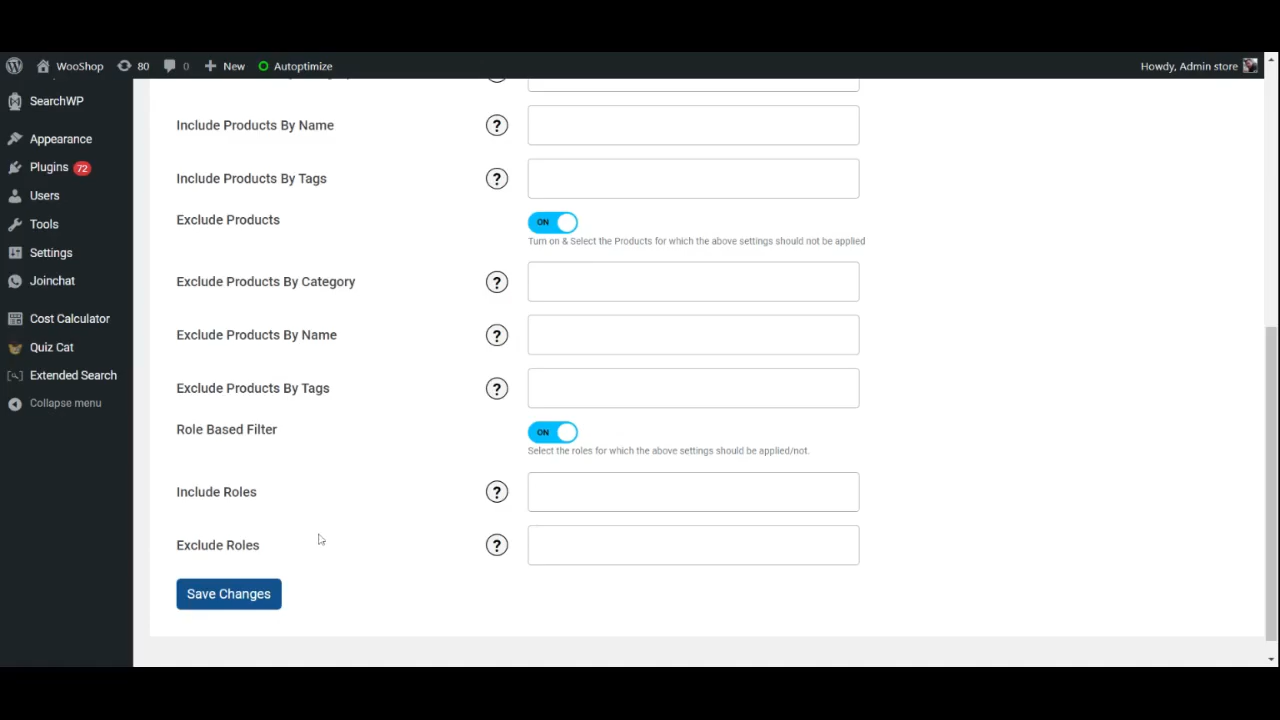 WooShop 80 0 New Autoptimize Howdy, Admin store
SearchWP
Appearance
Plugins 72
Users
Tools
Settings
Joinchat
Cost Calculator
Quiz Cat
Extended Search
Collapse menu
Include Products By Name ?
Include Products By Tags ?
Exclude Products ON
Turn on & Select the Products for which the above settings should not be applied
Exclude Products By Category ?
Exclude Products By Name ?
Exclude Products By Tags ?
Role Based Filter ON
Select the roles for which the above settings should be applied/not.
Include Roles ?
Exclude Roles ?
Save Changes